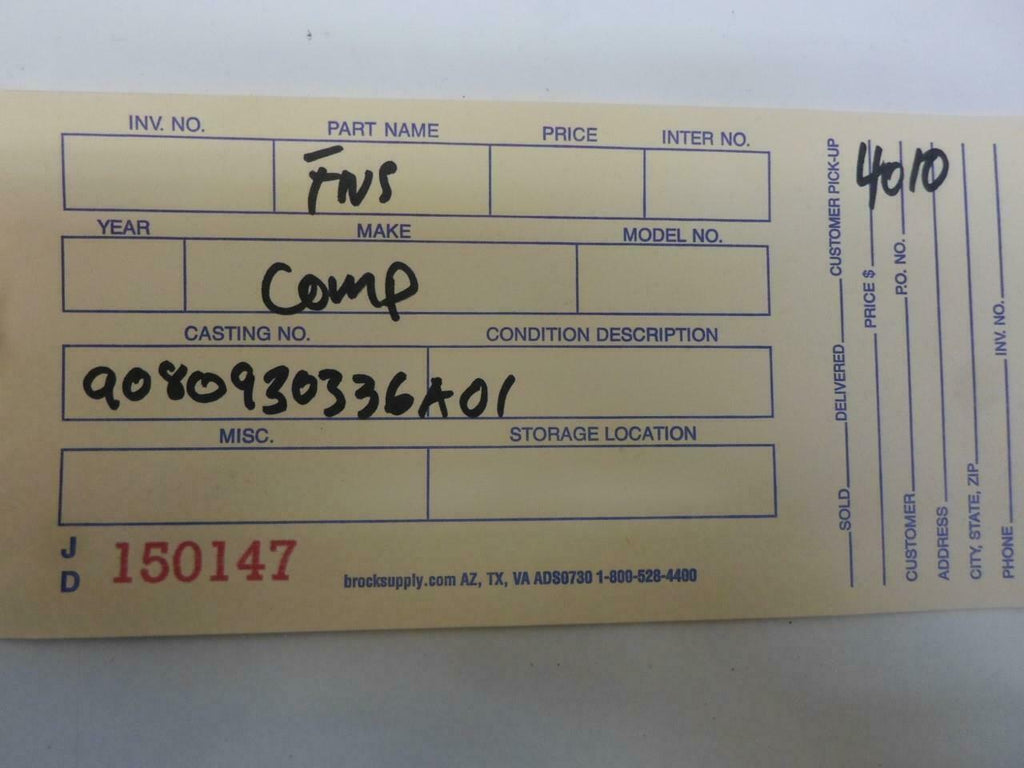 INV. NO. PART NAME PRICE INTER NO.
INS
YEAR MAKE MODEL NO.
Comp
CASTING NO. CONDITION DESCRIPTION
9080930336A01
MISC. STORAGE LOCATION
J
D
150147
brocksupply.com AZ, TX, VA ADS0730 1-800-528-4400
SOLD DELIVERED CUSTOMER PICK-UP
PRICE $
CUSTOMER P.O. NO.
ADDRESS
CITY, STATE, ZIP
PHONE INV. NO.
4010